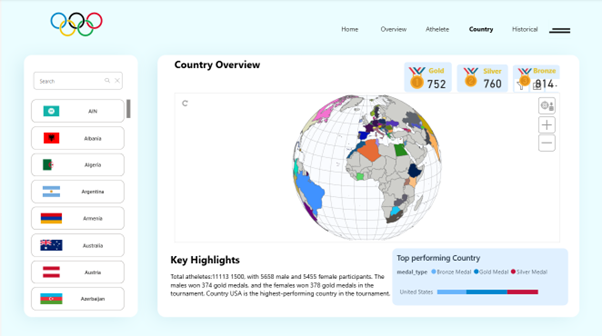 Home Overview Athelete Country Historical
Search
AIN
Albania
Algeria
Argentina
Armenia
Australia
Austria
Azerbaijan
Country Overview
Gold
752
Silver
760
Bronze
914
Key Highlights
Total atheletes:11113 1500, with 5658 male and 5455 female participants. The
males won 374 gold medals, and the females won 378 gold medals in the
tournament. Country USA is the highest-performing country in the tournament.
Top performing Country
medal_type Bronze Medal Gold Medal Silver Medal
United States